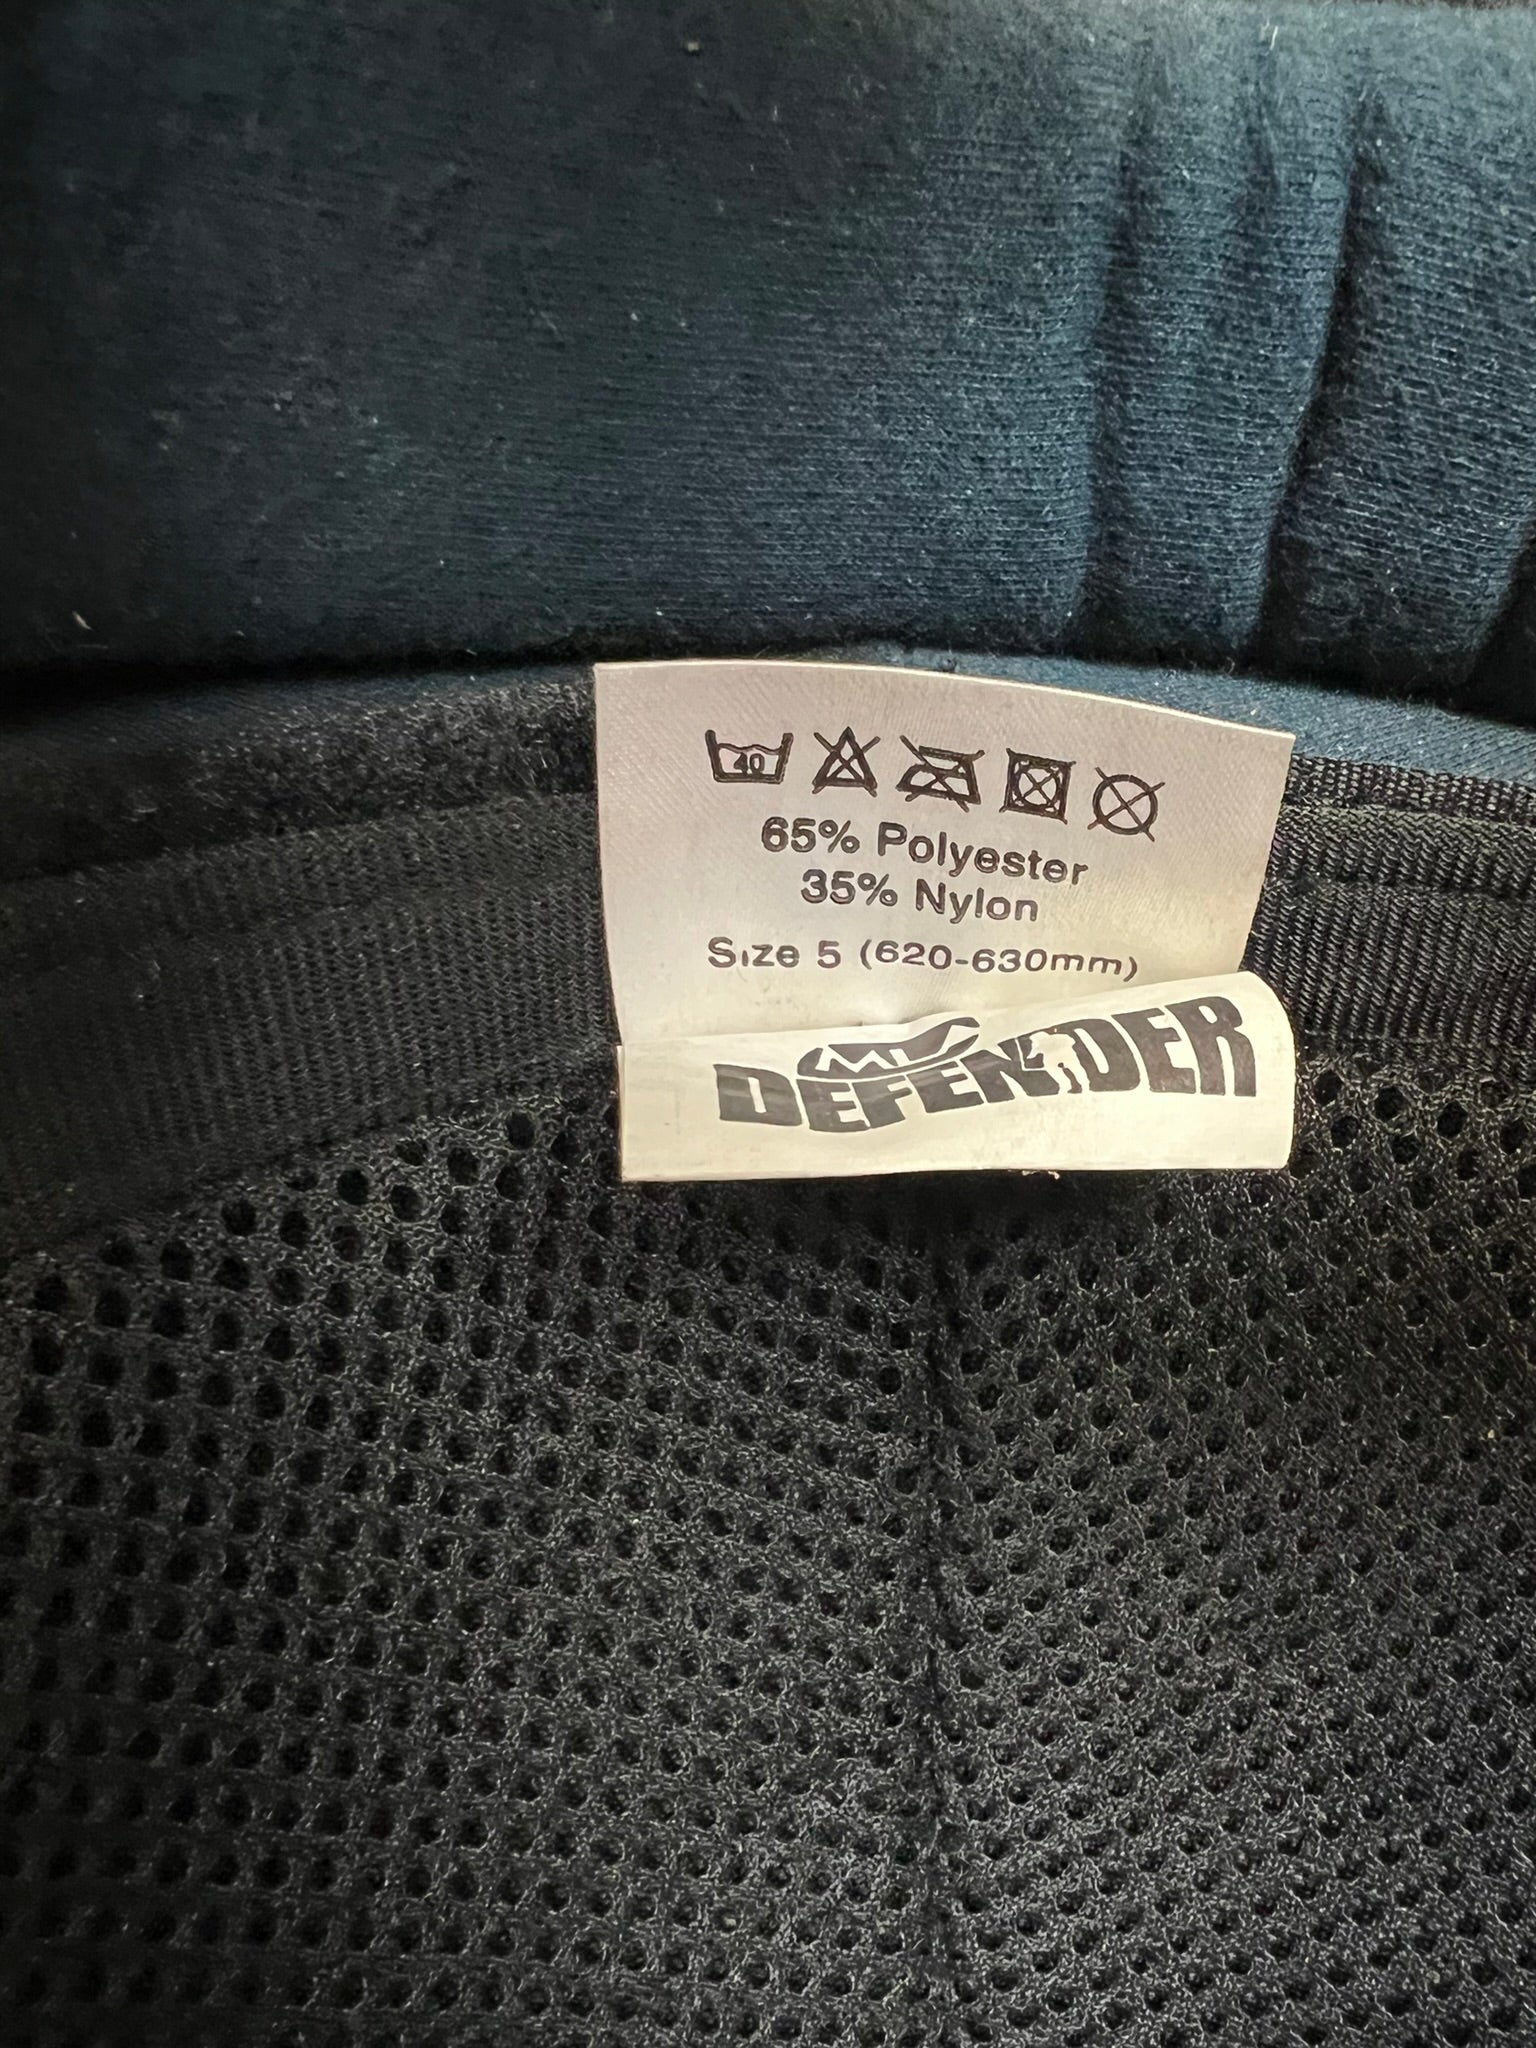 40
65% Polyester
35% Nylon
Size 5 (620-630mm)
DEFENDER